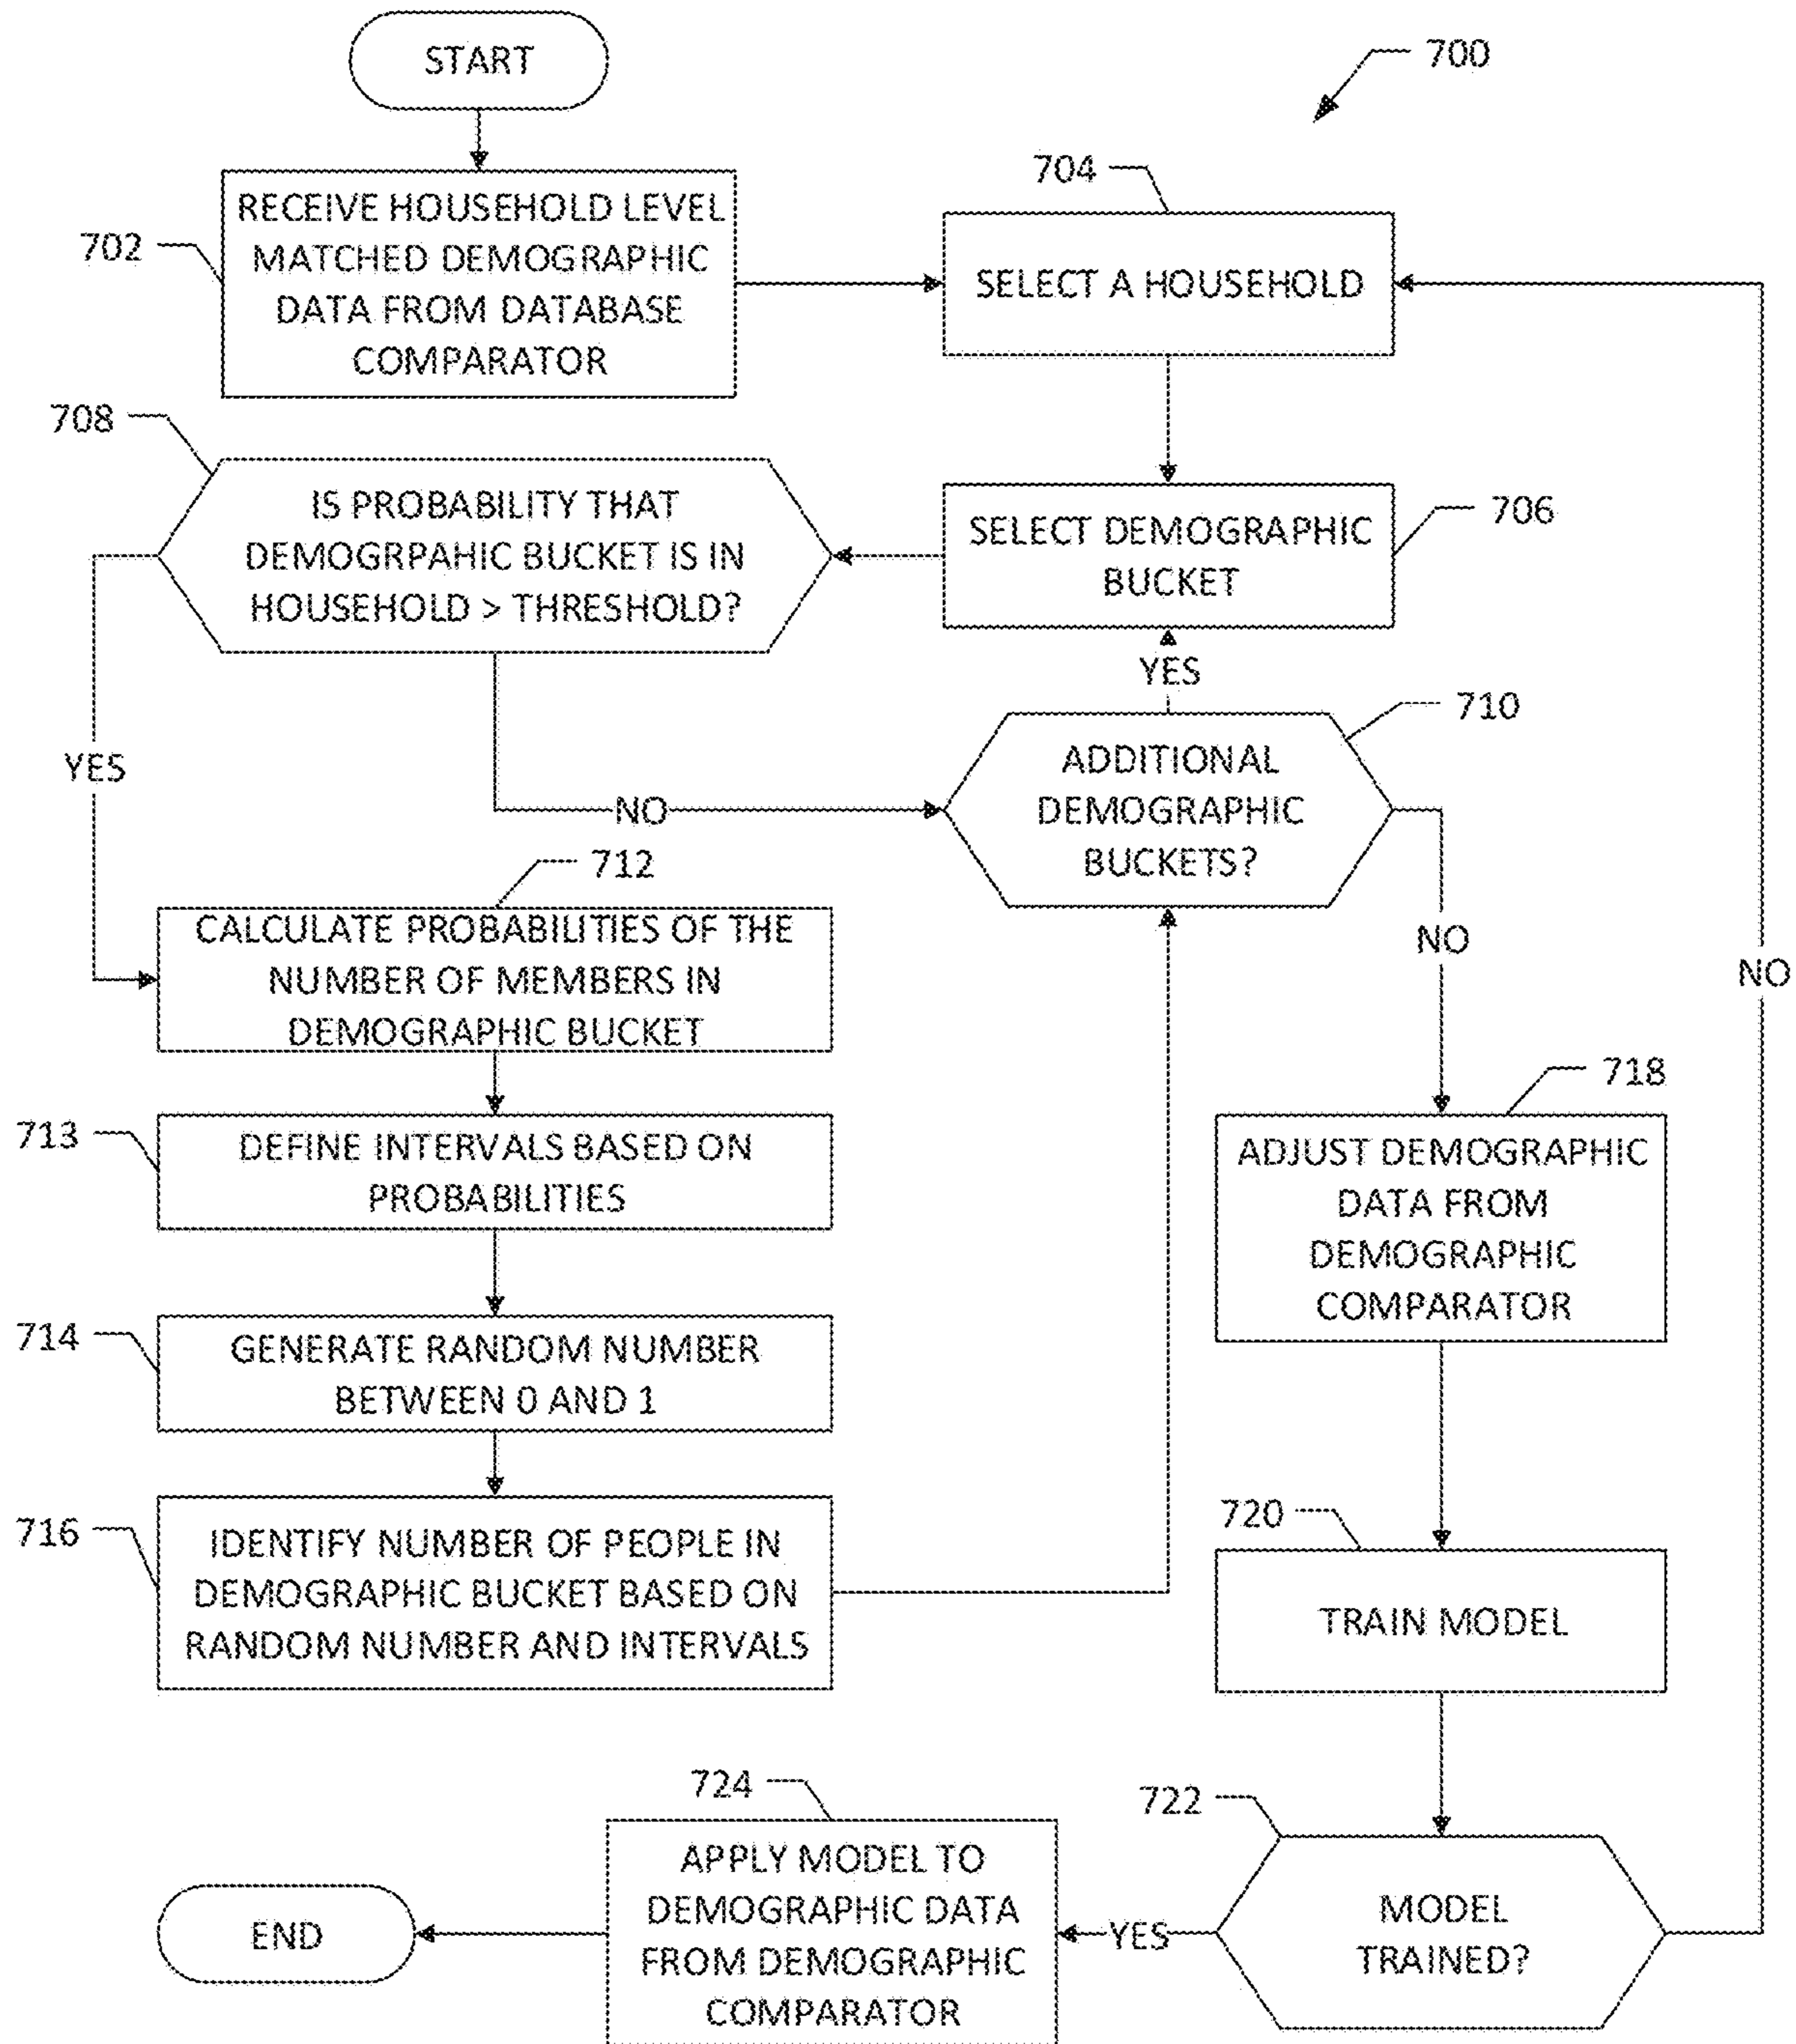 START
700
702
RECEIVE HOUSEHOLD LEVEL
MATCHED DEMOGRAPHIC
DATA FROM DATABASE
COMPARATOR
704
SELECT A HOUSEHOLD
708
IS PROBABILITY THAT
DEMOGRPAHIC BUCKET IS IN
HOUSEHOLD > THRESHOLD?
706
SELECT DEMOGRAPHIC
BUCKET
YES
YES
NO
710
ADDITIONAL
DEMOGRAPHIC
BUCKETS?
NO
NO
712
CALCULATE PROBABILITIES OF THE
NUMBER OF MEMBERS IN
DEMOGRAPHIC BUCKET
713
DEFINE INTERVALS BASED ON
PROBABILITIES
714
GENERATE RANDOM NUMBER
BETWEEN 0 AND 1
716
IDENTIFY NUMBER OF PEOPLE IN
DEMOGRAPHIC BUCKET BASED ON
RANDOM NUMBER AND INTERVALS
718
ADJUST DEMOGRAPHIC
DATA FROM
DEMOGRAPHIC
COMPARATOR
720
TRAIN MODEL
722
MODEL
TRAINED?
YES
724
APPLY MODEL TO
DEMOGRAPHIC DATA
FROM DEMOGRAPHIC
COMPARATOR
END